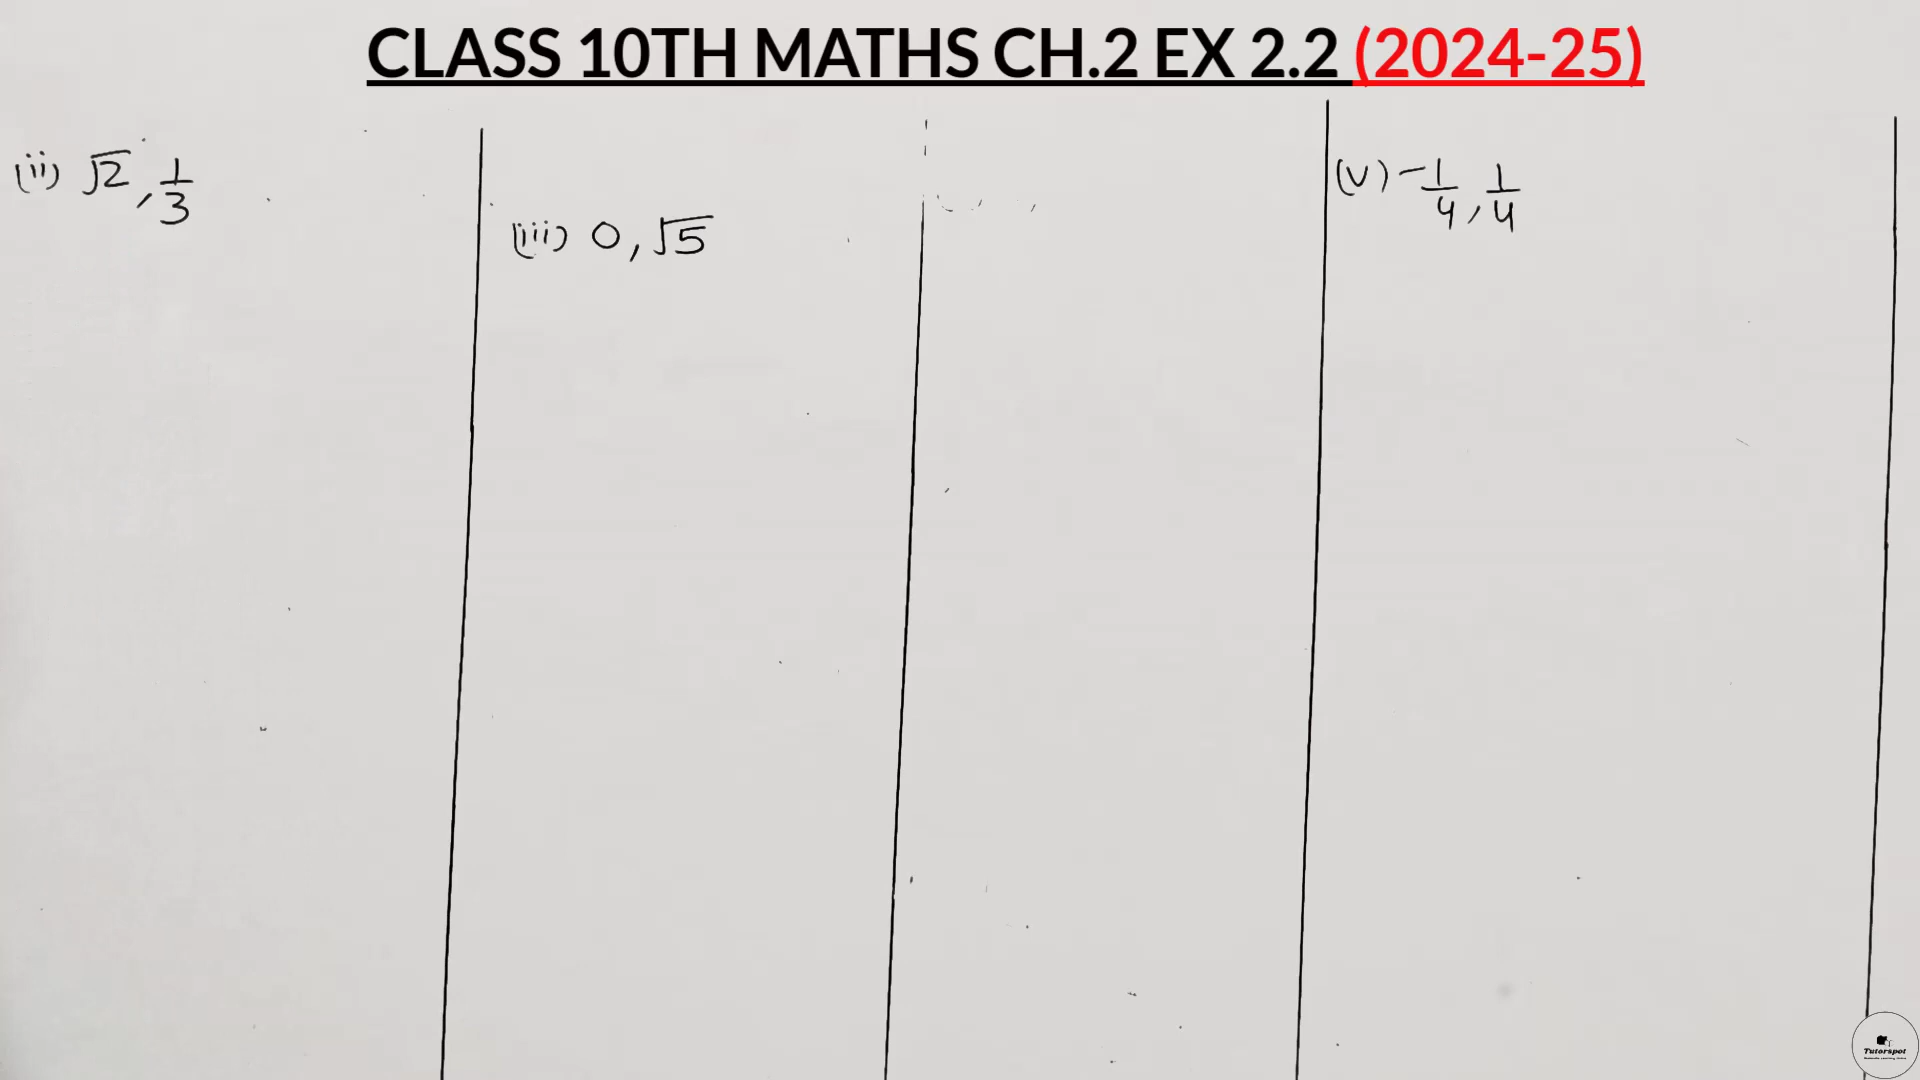 CLASS 10TH MATHS CH.2 EX 2.2 (2024-25)
(ii) √2, 1/3
(iii) 0, √5
(v) -1/4, 1/4
Tutorspot